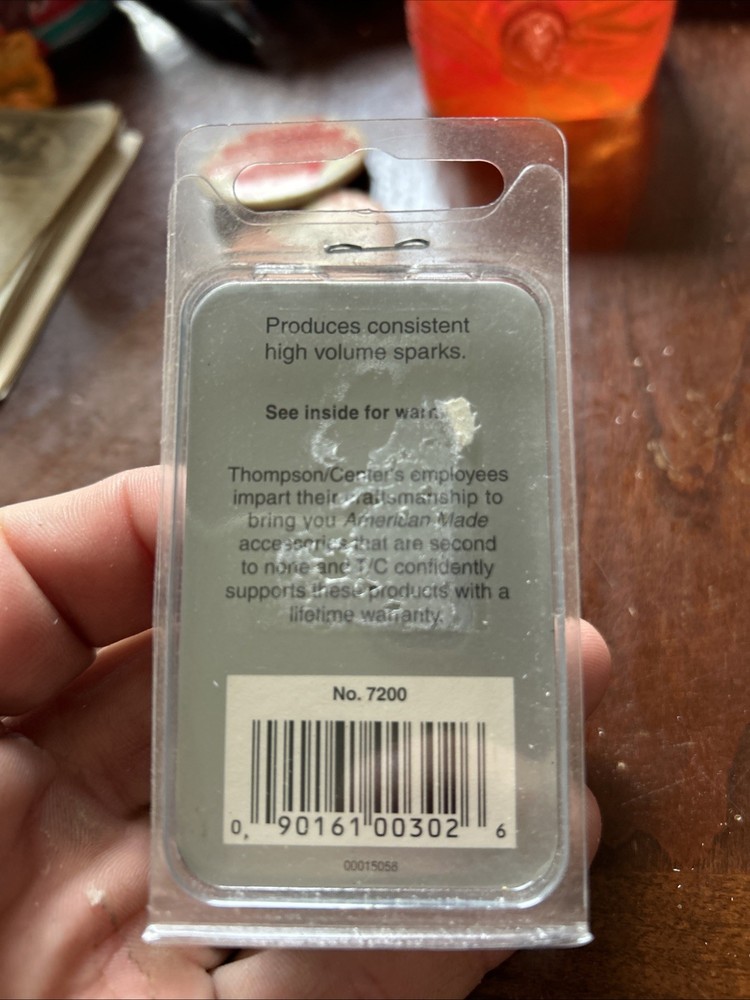 Produces consistent
high volume sparks.
See inside for
Thompson/Center's employees
impart their craftsmanship to
bring you American Made
accessories that are second
to none and T/C confidently
supports these products with a
lifetime warranty.
No. 7200
0 90161 00302 6
00015058